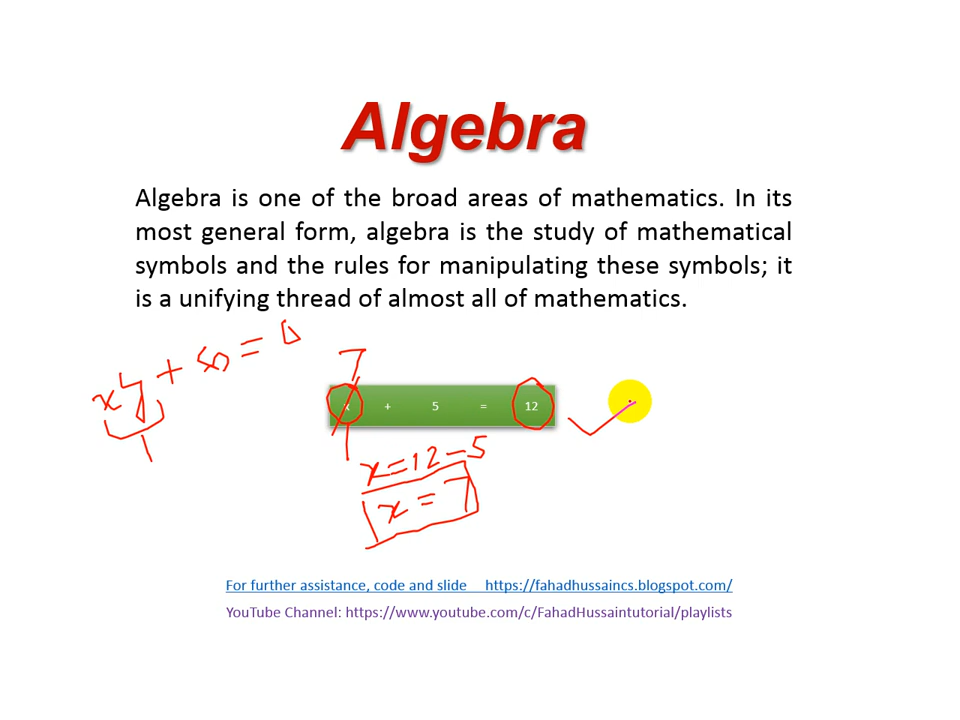 Algebra
Algebra is one of the broad areas of mathematics. In its
most general form, algebra is the study of mathematical
symbols and the rules for manipulating these symbols; it
is a unifying thread of almost all of mathematics.
7
x + 5 = 12
1
x = 12 - 5
x = 7
For further assistance, code and slide https://fahadhussaincs.blogspot.com/
YouTube Channel: https://www.youtube.com/c/FahadHussaintutorial/playlists